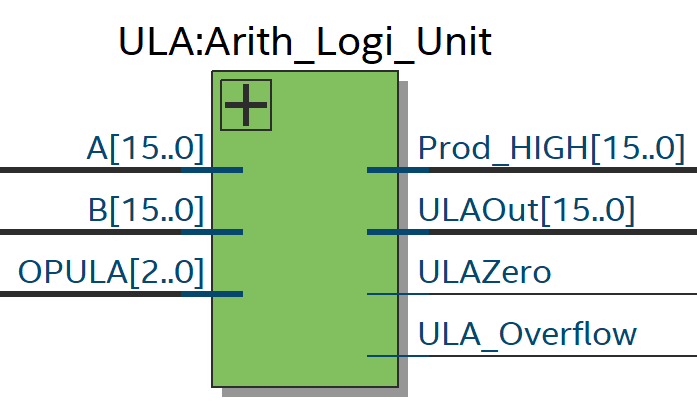 ULA:Arith_Logi_Unit
A[15..0]
B[15..0]
OPULA[2..0]
Prod_HIGH[15..0]
ULAOut[15..0]
ULAZero
ULA_Overflow